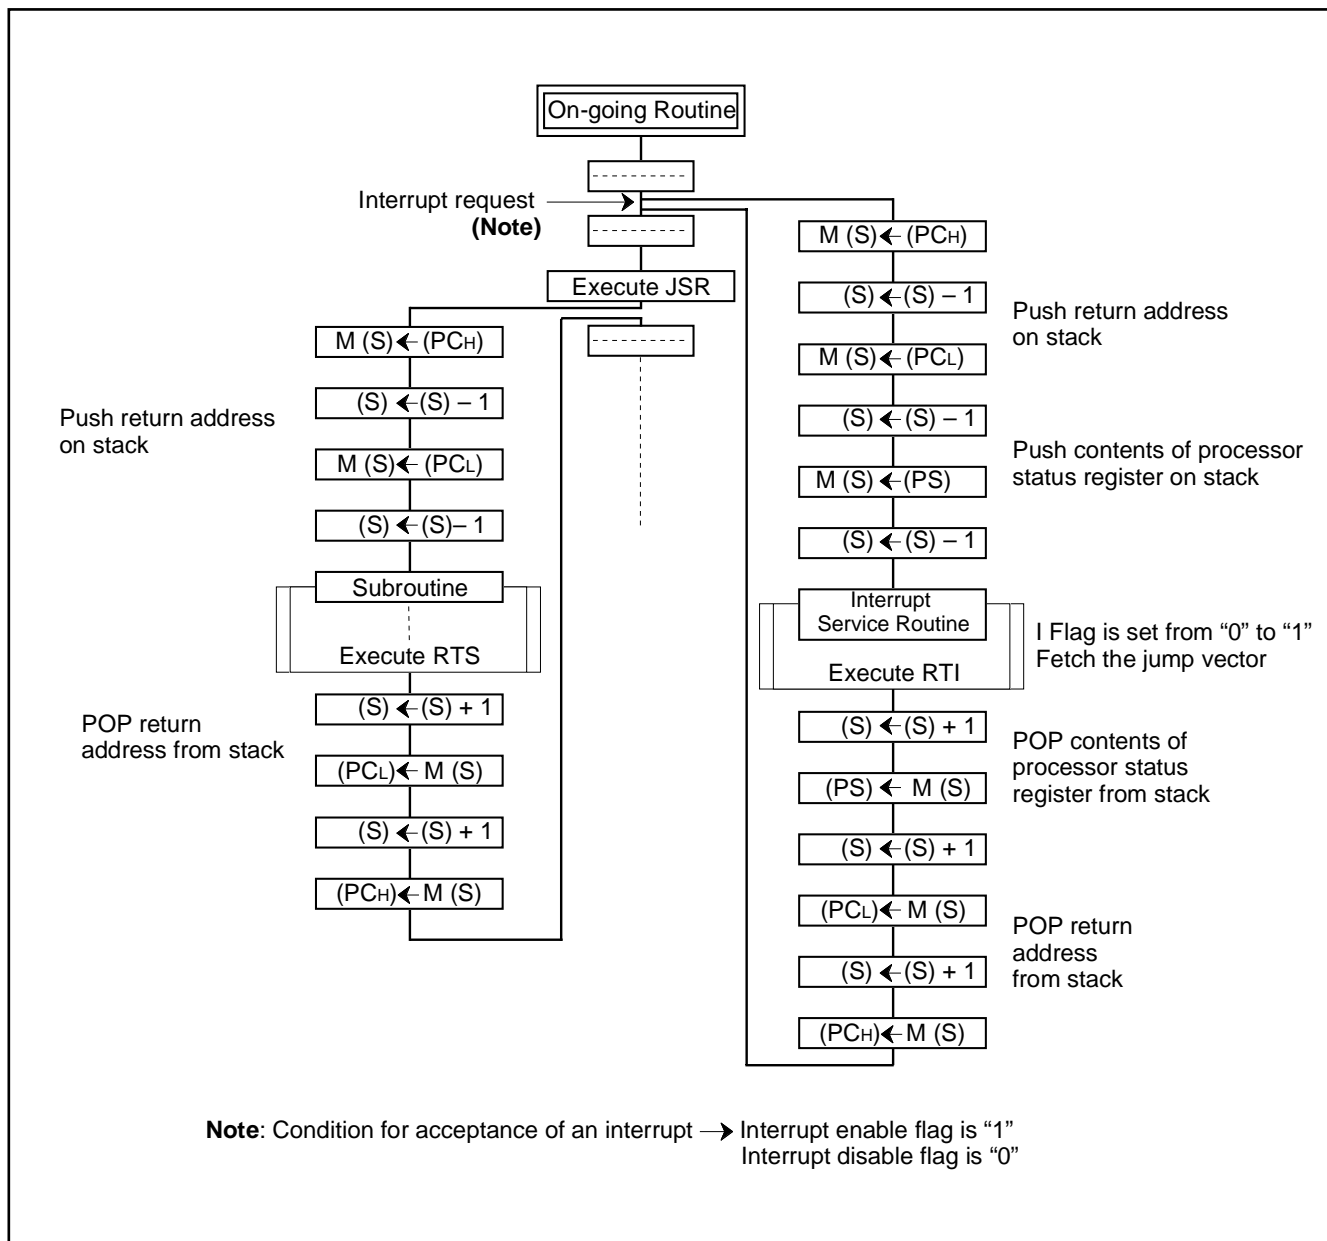 On-going Routine
Interrupt request
(Note)
Execute JSR
M (S) ← (PCH)
(S) ← (S) – 1
M (S) ← (PCL)
(S) ← (S)– 1
Push return address
on stack
Subroutine
Execute RTS
POP return
address from stack
(S) ← (S) + 1
(PCL) ← M (S)
(S) ← (S) + 1
(PCH) ← M (S)
M (S) ← (PCH)
(S) ← (S) – 1
M (S) ← (PCL)
(S) ← (S) – 1
M (S) ← (PS)
(S) ← (S) – 1
Push return address
on stack
Push contents of processor
status register on stack
Interrupt
Service Routine
Execute RTI
I Flag is set from “0” to “1”
Fetch the jump vector
(S) ← (S) + 1
(PS) ← M (S)
(S) ← (S) + 1
(PCL) ← M (S)
(S) ← (S) + 1
(PCH) ← M (S)
POP contents of
processor status
register from stack
POP return
address
from stack
Note: Condition for acceptance of an interrupt → Interrupt enable flag is “1”
Interrupt disable flag is “0”